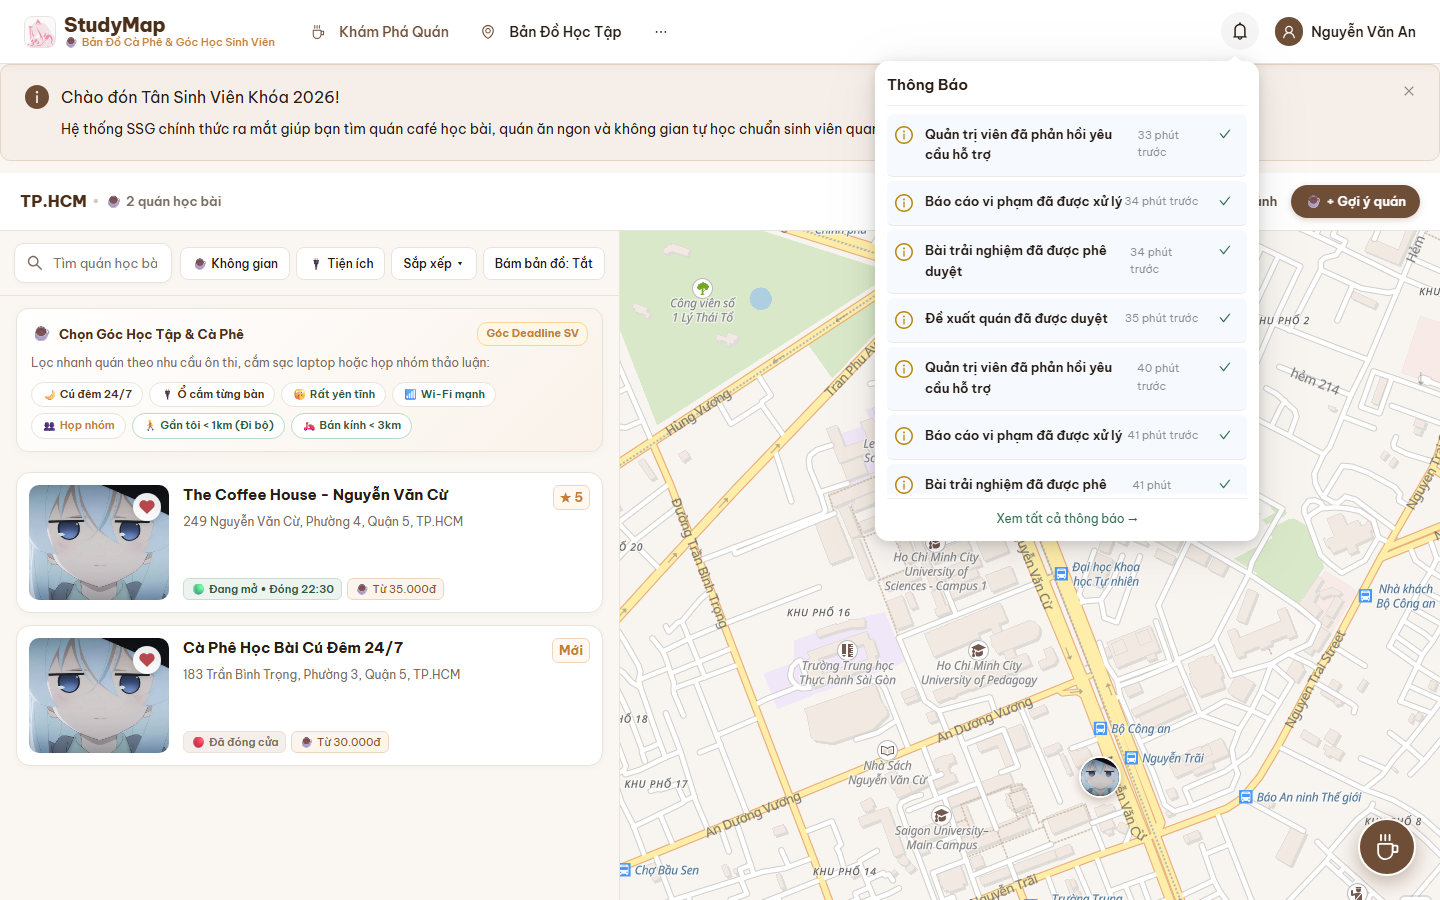 StudyMap
Bản Đồ Cà Phê & Góc Học Sinh Viên
Khám Phá Quán
Bản Đồ Học Tập
···
Nguyễn Văn An
Chào đón Tân Sinh Viên Khóa 2026!
Hệ thống SSG chính thức ra mắt giúp bạn tìm quán café học bài, quán ăn ngon và không gian tự học chuẩn sinh viên
TP.HCM • 2 quán học bài
+ Gợi ý quán
Thông Báo
Quản trị viên đã phản hồi yêu
cầu hỗ trợ
33 phút
trước
Báo cáo vi phạm đã được xử lý 34 phút trước
Bài trải nghiệm đã được phê
duyệt
34 phút
trước
Đề xuất quán đã được duyệt 35 phút trước
Quản trị viên đã phản hồi yêu
cầu hỗ trợ
40 phút
trước
Báo cáo vi phạm đã được xử lý 41 phút trước
Bài trải nghiệm đã được phê 41 phút
Xem tất cả thông báo →
Tìm quán học bà
Không gian
Tiện ích
Sắp xếp
Bám bản đồ: Tắt
Chọn Góc Học Tập & Cà Phê
Góc Deadline SV
Lọc nhanh quán theo nhu cầu ôn thi, cắm sạc laptop hoặc họp nhóm thảo luận:
Cú đêm 24/7
Ổ cắm từng bàn
Rất yên tĩnh
Wi-Fi mạnh
Họp nhóm
Gần tôi < 1km (Đi bộ)
Bán kính < 3km
The Coffee House - Nguyễn Văn Cừ
★ 5
249 Nguyễn Văn Cừ, Phường 4, Quận 5, TP.HCM
Đang mở • Đóng 22:30
Từ 35.000đ
Cà Phê Học Bài Cú Đêm 24/7
Mới
183 Trần Bình Trọng, Phường 3, Quận 5, TP.HCM
Đã đóng cửa
Từ 30.000đ
Công viên số
1 Lý Thái Tổ
Hùng Vương
Trần Phú
Hẻm
KHU PHỐ 2
hẻm 214
Đường Trần Bình Trọng
Ho Chi Minh City
University of
Sciences - Campus 1
Nguyễn Văn Cừ
Đại học Khoa
học Tự nhiên
Nhà khách
Bộ Công an
KHU PHỐ 16
Trường Trung học
Thực hành Sài Gòn
Ho Chi Minh City
University of Pedagogy
Nguyen Trai Street
An Dương Vương
Bộ Công an
Nguyễn Trãi
Nhà Sách
Nguyễn Văn Cừ
KHU PHỐ 17
Báo An ninh Thế giới
An Dương Vương
Saigon University–
Main Campus
Chợ Bàu Sen
KHU PHỐ 14
Nguyễn Trãi